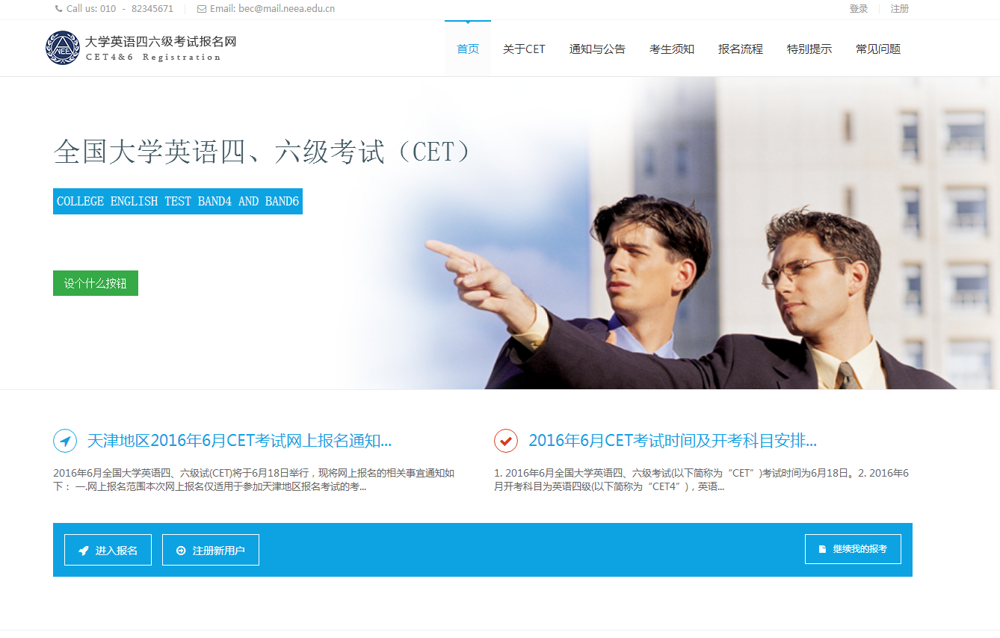 Call us: 010 - 82345671
Email: bec@mail.neea.edu.cn
登录
注册
NEE
大学英语四六级考试报名网
CET4&6 Registration
首页
关于CET
通知与公告
考生须知
报名流程
特别提示
常见问题
全国大学英语四、六级考试（CET）
COLLEGE ENGLISH TEST BAND4 AND BAND6
设个什么按钮
天津地区2016年6月CET考试网上报名通知...
2016年6月全国大学英语四、六级试(CET)将于6月18日举行，现将网上报名的相关事宜通知如
下： 一.网上报名范围本次网上报名仅适用于参加天津地区报名考试的考...
2016年6月CET考试时间及开考科目安排...
1. 2016年6月全国大学英语四、六级考试(以下简称为“CET”)考试时间为6月18日。2. 2016年6
月开考科目为英语四级(以下简称为“CET4”)，英语...
进入报名
注册新用户
继续我的报考